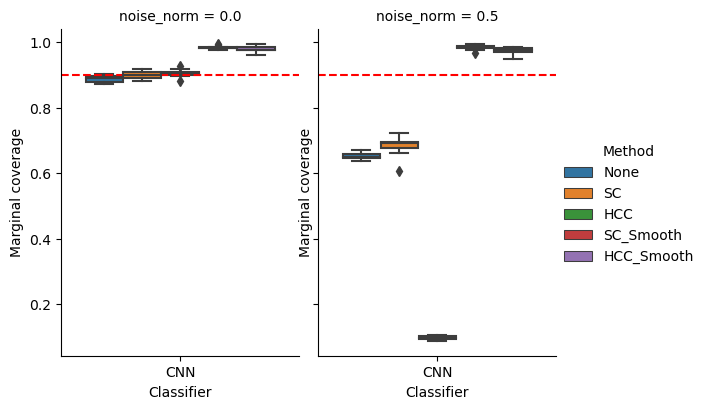 noise_norm = 0.0
noise_norm = 0.5
1.0
0.8
0.6
0.4
0.2
Marginal coverage
Marginal coverage
CNN
CNN
Classifier
Classifier
Method
None
SC
HCC
SC_Smooth
HCC_Smooth